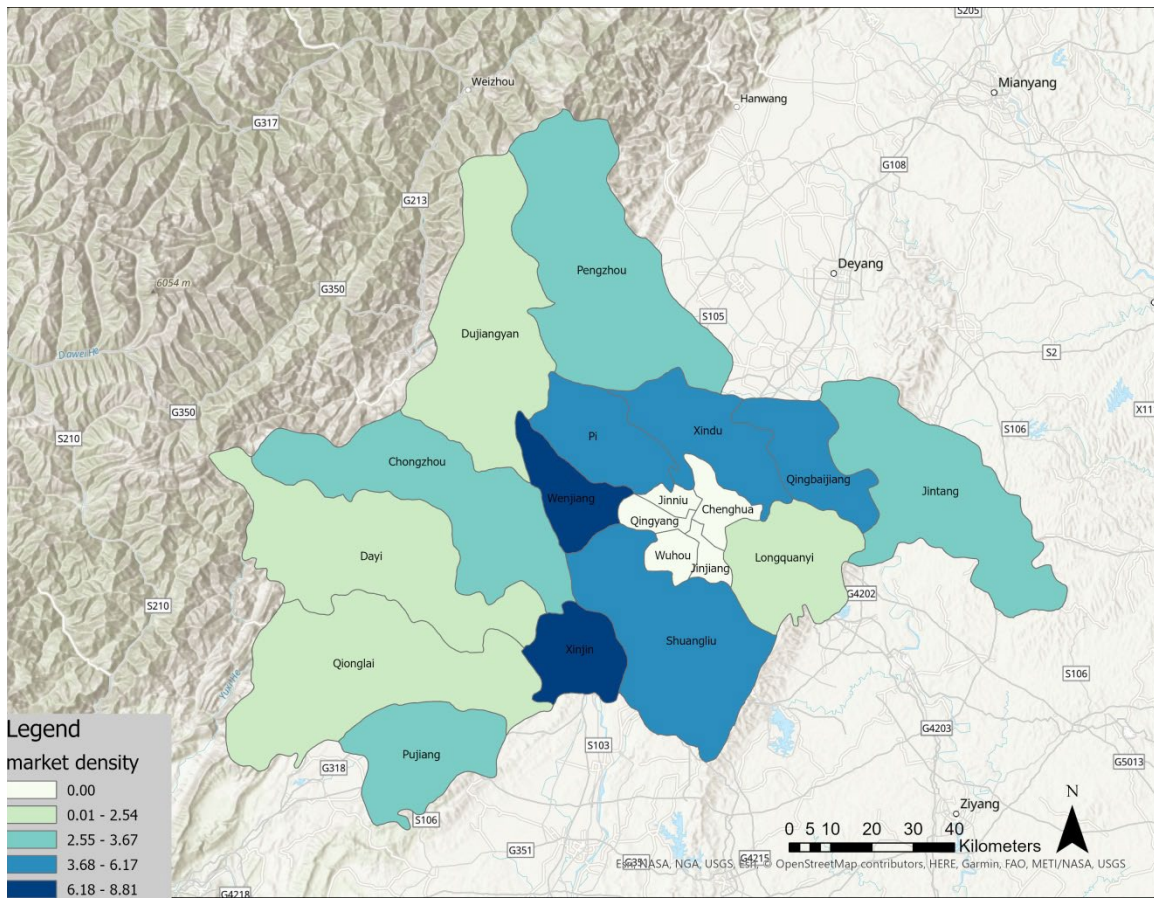 S205
Weizhou
Mianyang
Hanwang
G317
G108
G213
Deyang
Pengzhou
6054 m
G350
S105
Dujiangyan
S2
G350
X11
S210
S106
Chongzhou
Pi
Xindu
Qingbaijiang
Jintang
Wenjiang
Jinniu
Chenghua
Qingyang
Dayi
Wuhou
Jinjiang
Longquanyi
G4202
S210
Shuangliu
Xinjin
Qionglai
S106
Legend
market density
0.00
0.01 - 2.54
2.55 - 3.67
3.68 - 6.17
6.18 - 8.81
Pujiang
G318
S103
S106
G4203
G5013
N
Ziyang
0 5 10 20 30 40
Kilometers
G351
G4215
Esri, NASA, NGA, USGS, Esri, © OpenStreetMap contributors, HERE, Garmin, FAO, METI/NASA, USGS
G4218